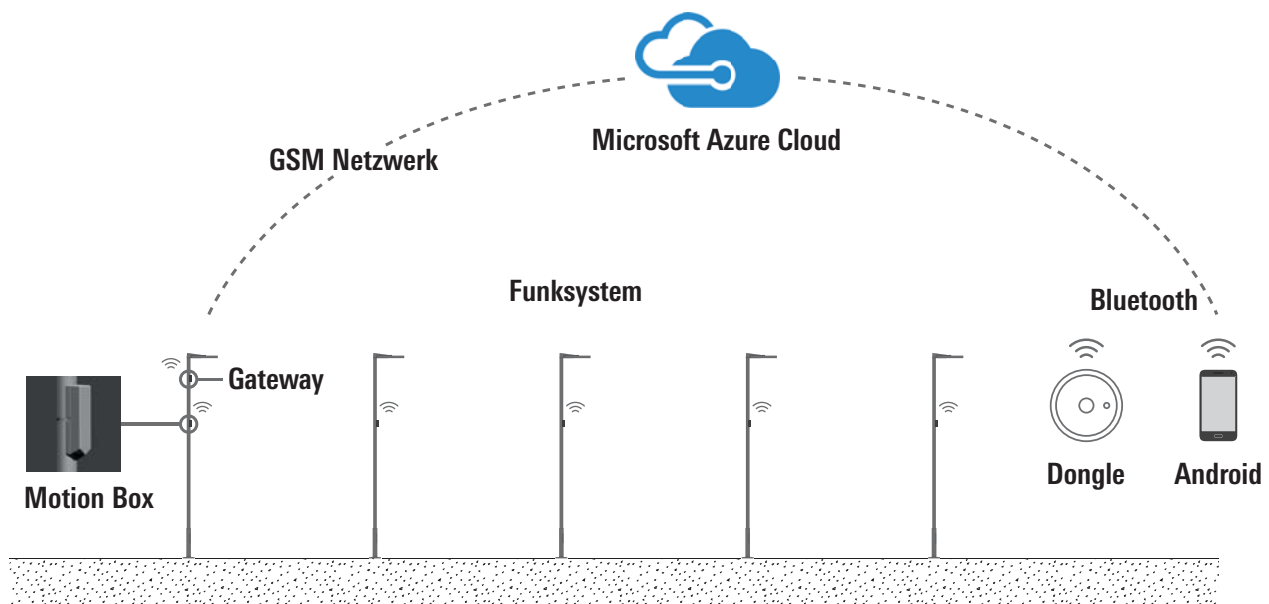 Microsoft Azure Cloud
GSM Netzwerk
Funksystem
Bluetooth
Gateway
Motion Box
Dongle
Android